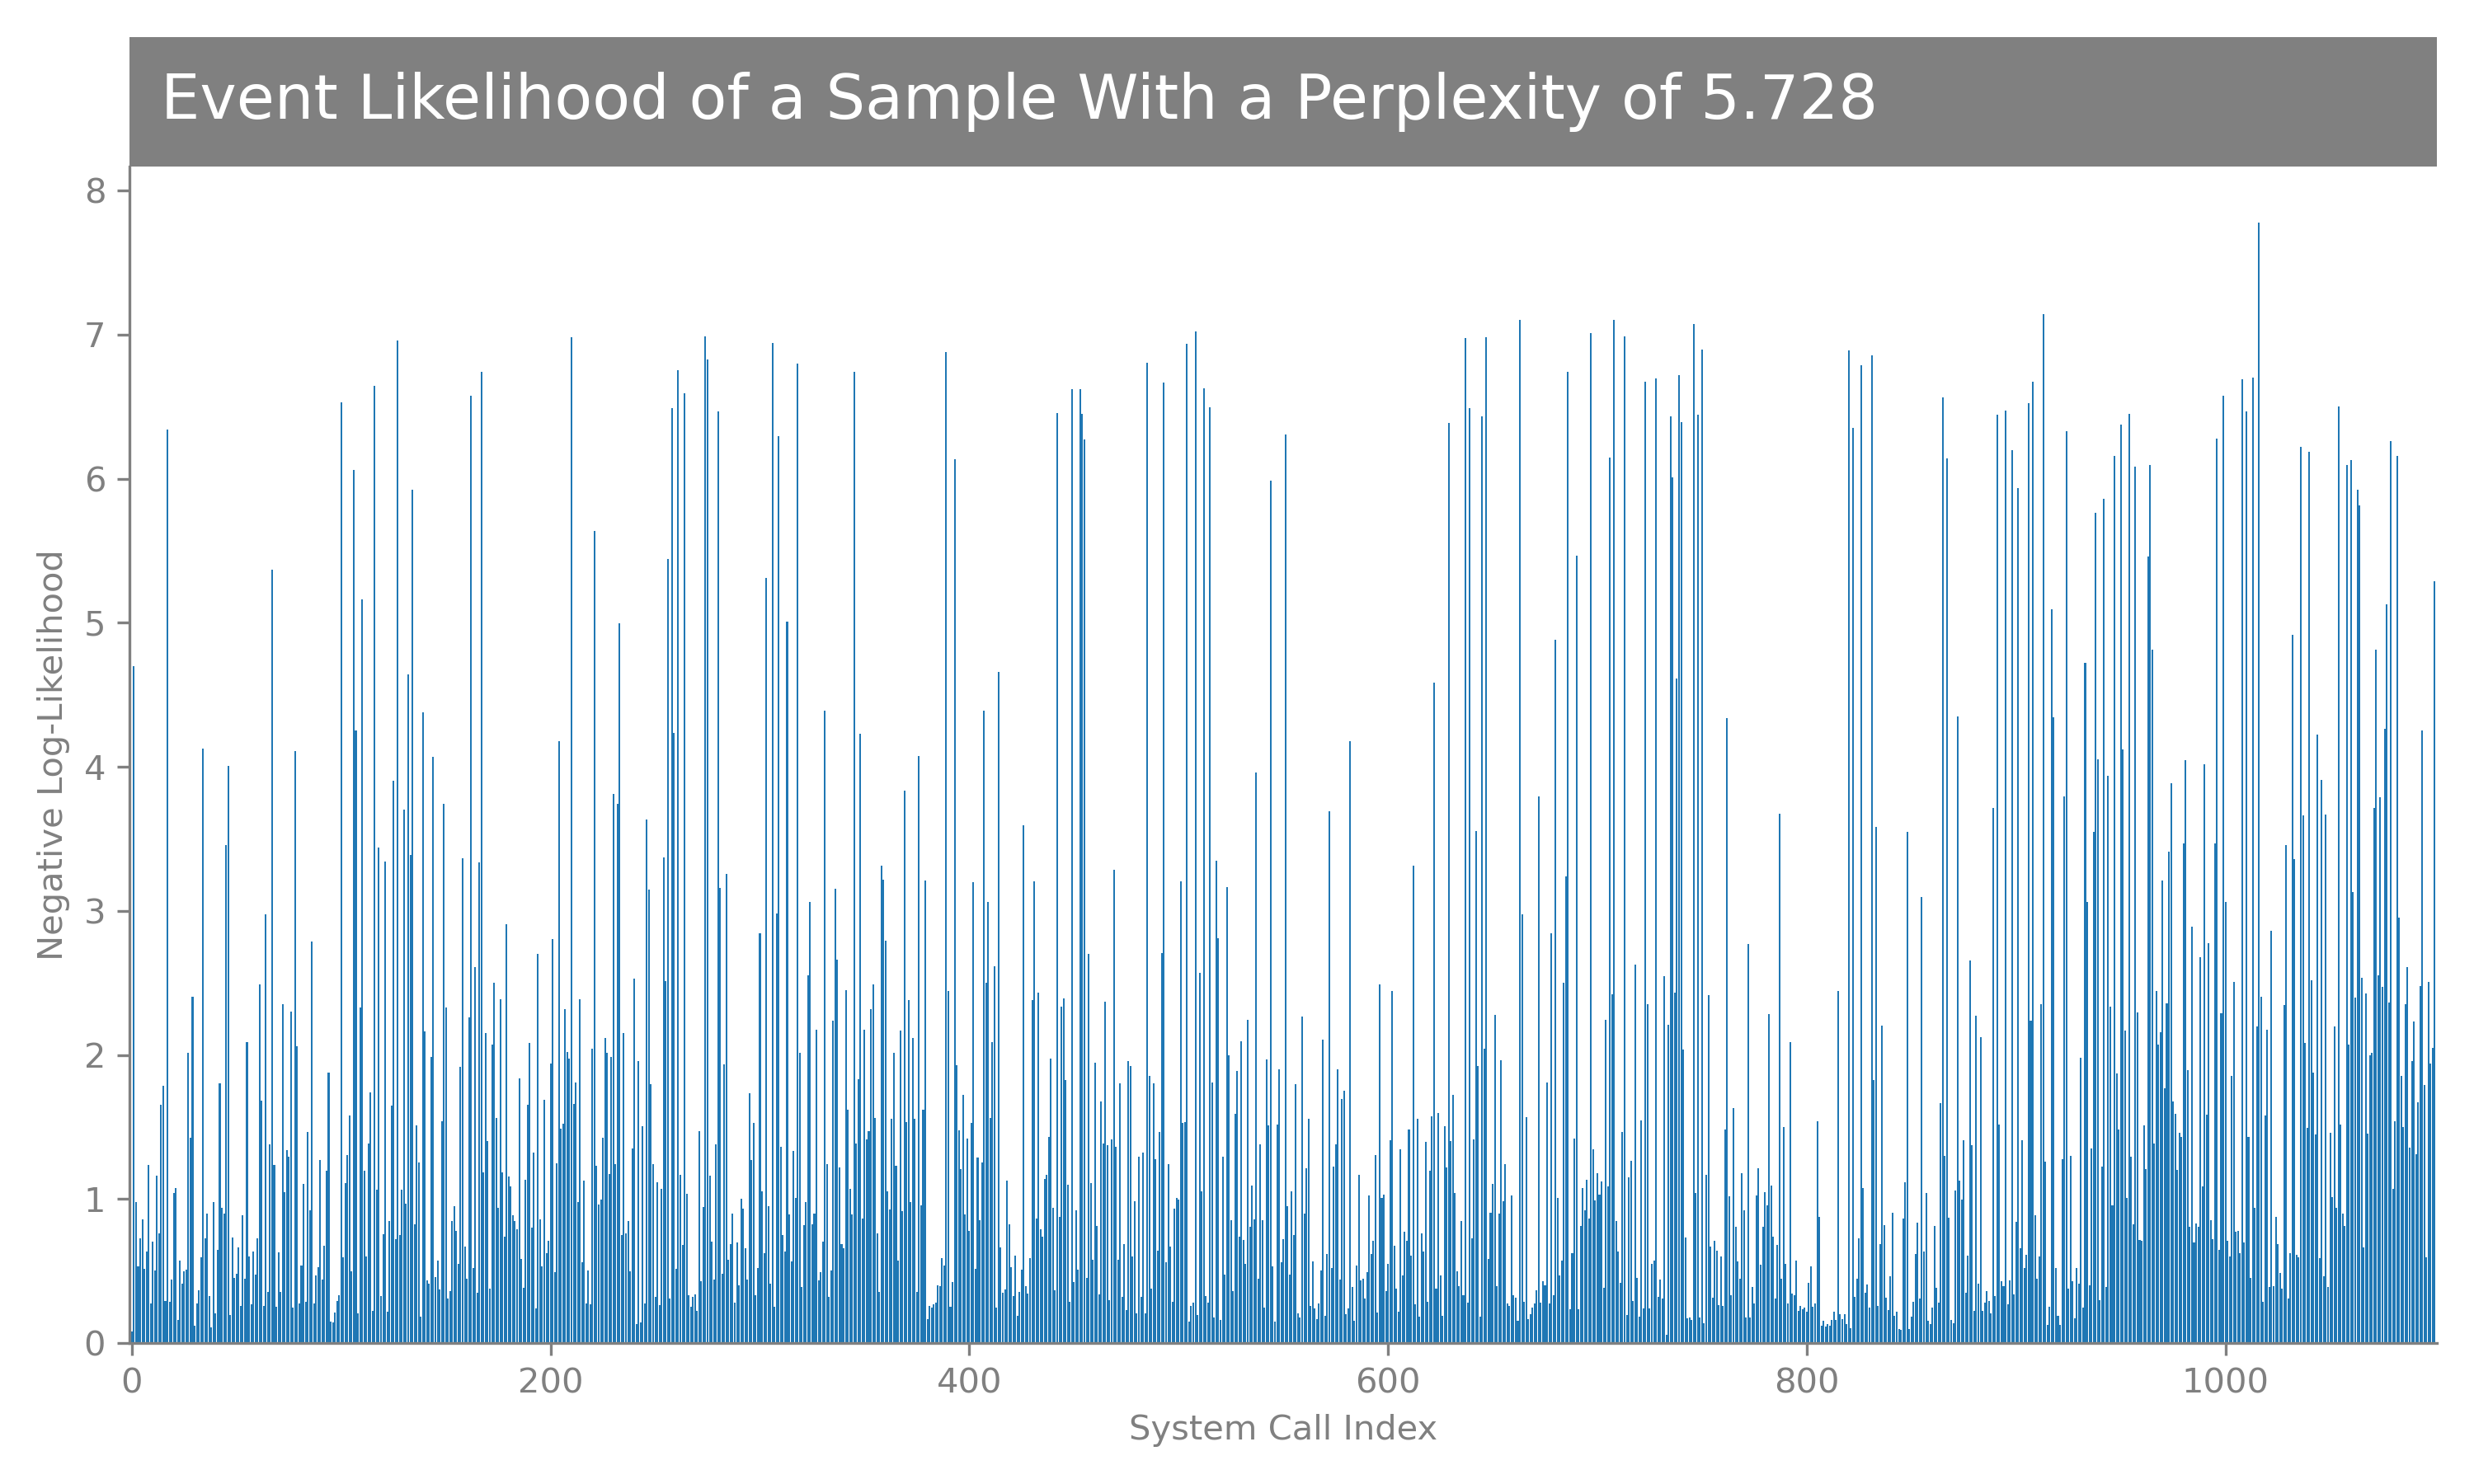 Event Likelihood of a Sample With a Perplexity of 5.728
8
7
6
5
4
3
2
1
0
Negative Log-Likelihood
0 200 400 600 800 1000
System Call Index